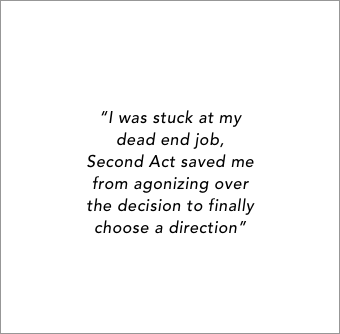 “I was stuck at my
dead end job,
Second Act saved me
from agonizing over
the decision to finally
choose a direction”